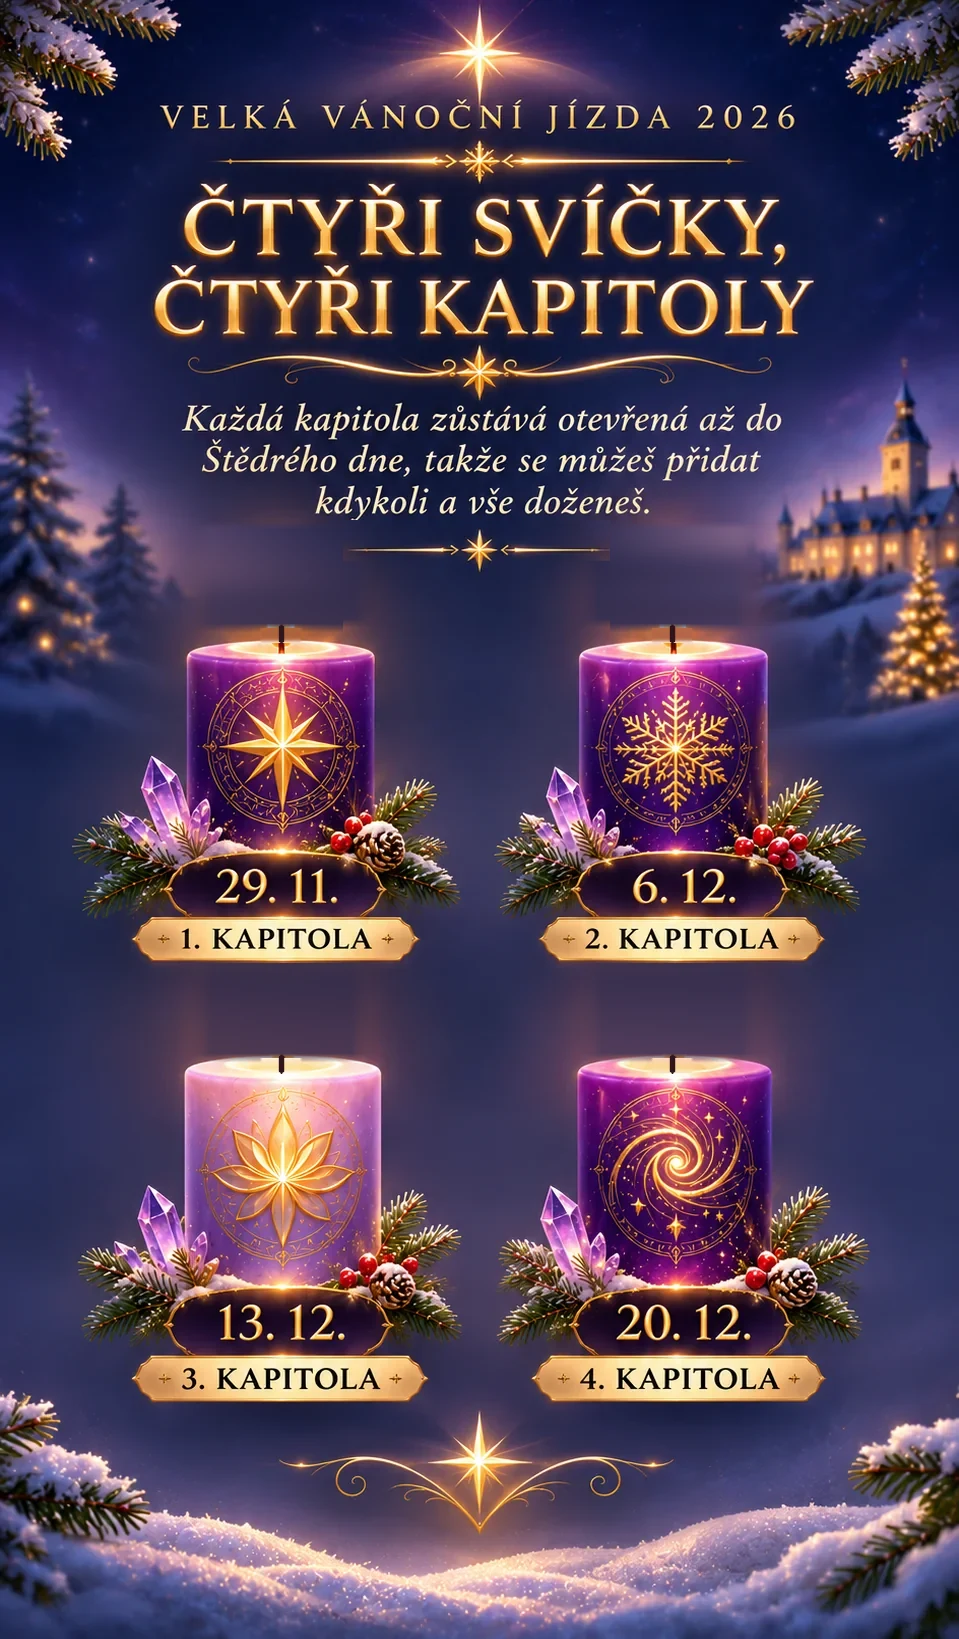 VELKÁ VÁNOČNÍ JÍZDA 2026
ČTYŘI SVÍČKY,
ČTYŘI KAPITOLY
Každá kapitola zůstává otevřená až do
Štědrého dne, takže se můžeš přidat
kdykoli a vše doženeš.
29. 11.
1. KAPITOLA
6. 12.
2. KAPITOLA
13. 12.
3. KAPITOLA
20. 12.
4. KAPITOLA